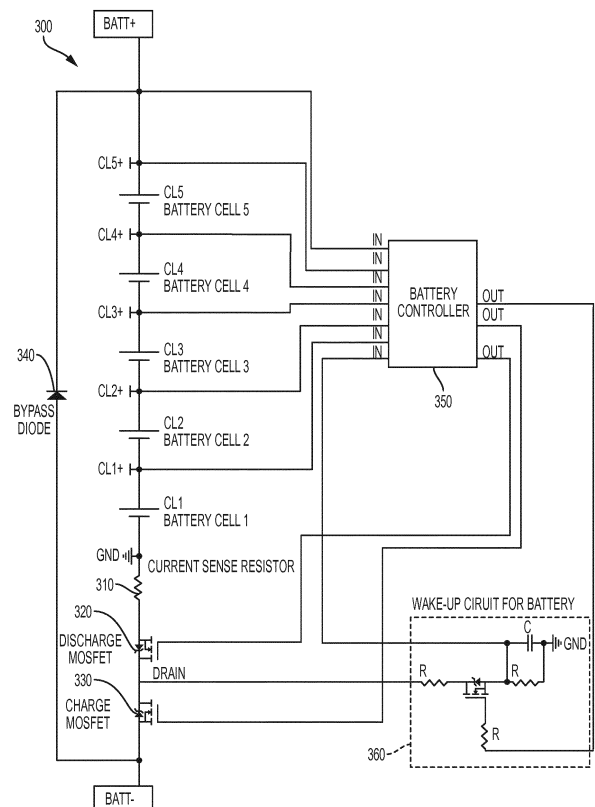 BATT+
300
CL5+
CL5
BATTERY CELL 5
CL4+
CL4
BATTERY CELL 4
CL3+
CL3
BATTERY CELL 3
340
BYPASS
DIODE
CL2+
CL2
BATTERY CELL 2
CL1+
CL1
BATTERY CELL 1
IN
IN
IN
IN
IN
IN
IN
BATTERY
CONTROLLER
OUT
OUT
OUT
350
GND
CURRENT SENSE RESISTOR
310
320
DISCHARGE
MOSFET
DRAIN
330
CHARGE
MOSFET
WAKE-UP CIRUIT FOR BATTERY
C
GND
R
R
R
360
BATT-